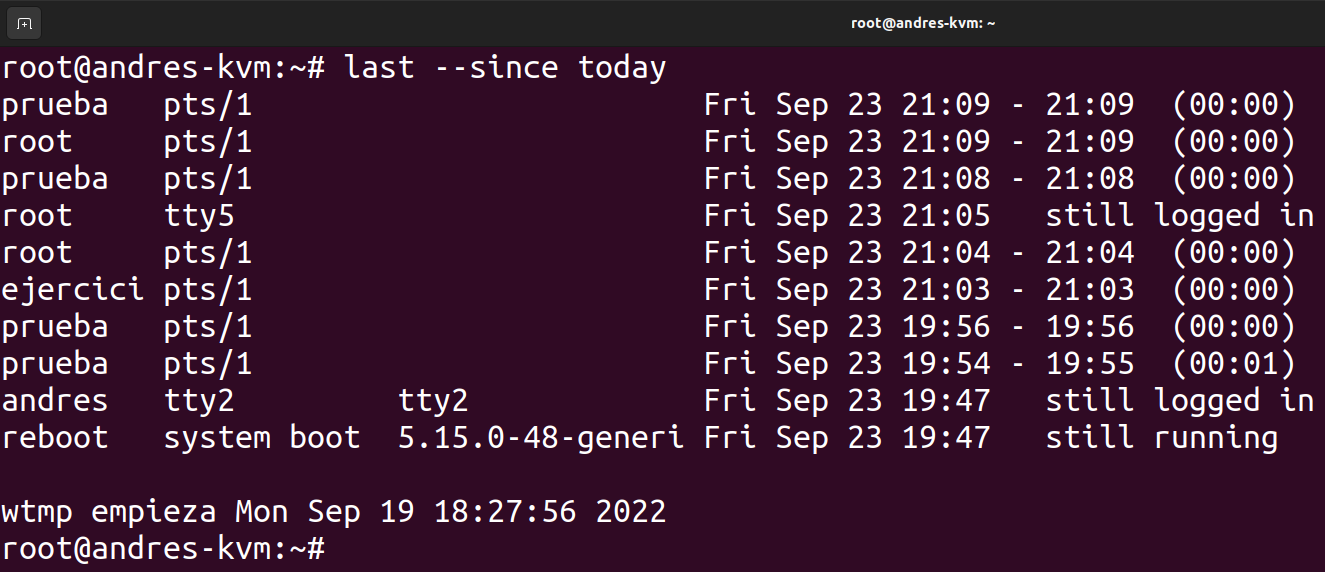 root@andres-kvm: ~
root@andres-kvm:~# last --since today
prueba   pts/1                         Fri Sep 23 21:09 - 21:09  (00:00)
root     pts/1                         Fri Sep 23 21:09 - 21:09  (00:00)
prueba   pts/1                         Fri Sep 23 21:08 - 21:08  (00:00)
root     tty5                          Fri Sep 23 21:05   still logged in
root     pts/1                         Fri Sep 23 21:04 - 21:04  (00:00)
ejercici pts/1                         Fri Sep 23 21:03 - 21:03  (00:00)
prueba   pts/1                         Fri Sep 23 19:56 - 19:56  (00:00)
prueba   pts/1                         Fri Sep 23 19:54 - 19:55  (00:01)
andres   tty2         tty2             Fri Sep 23 19:47   still logged in
reboot   system boot  5.15.0-48-generi Fri Sep 23 19:47   still running
wtmp empieza Mon Sep 19 18:27:56 2022
root@andres-kvm:~#